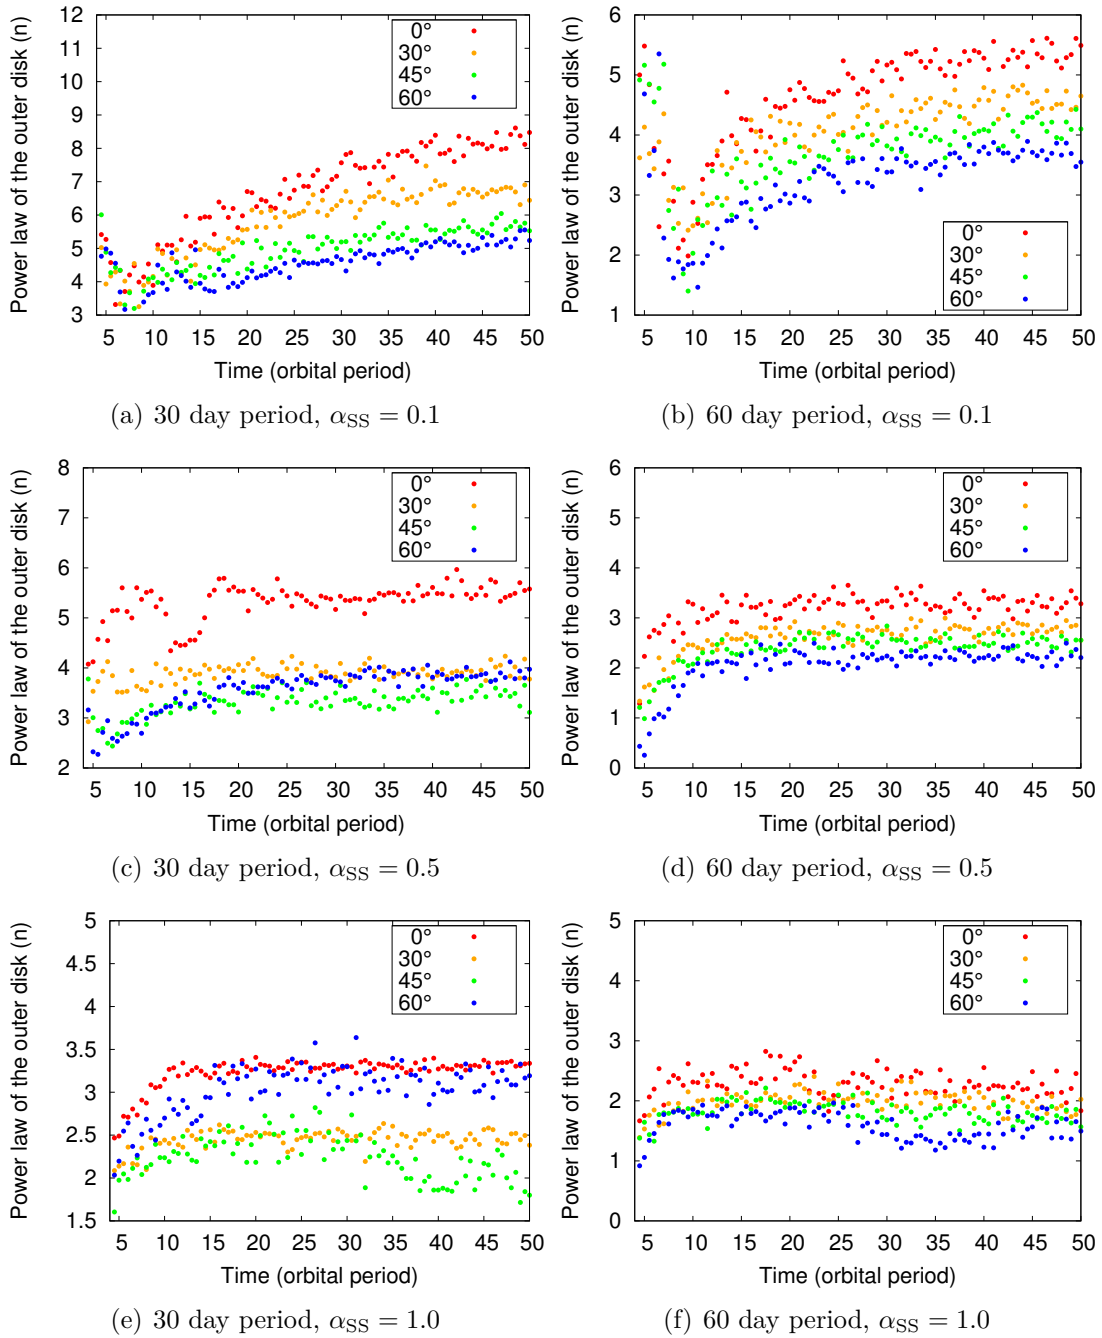 Power law of the outer disk (n)
12
11
10
9
8
7
6
5
4
3
0°
30°
45°
60°
5 10 15 20 25 30 35 40 45 50
Time (orbital period)
(a) 30 day period, αSS = 0.1
Power law of the outer disk (n)
6
5
4
3
2
1
0°
30°
45°
60°
5 10 15 20 25 30 35 40 45 50
Time (orbital period)
(b) 60 day period, αSS = 0.1
Power law of the outer disk (n)
8
7
6
5
4
3
2
0°
30°
45°
60°
5 10 15 20 25 30 35 40 45 50
Time (orbital period)
(c) 30 day period, αSS = 0.5
Power law of the outer disk (n)
6
5
4
3
2
1
0
0°
30°
45°
60°
5 10 15 20 25 30 35 40 45 50
Time (orbital period)
(d) 60 day period, αSS = 0.5
Power law of the outer disk (n)
5
4.5
4
3.5
3
2.5
2
1.5
0°
30°
45°
60°
5 10 15 20 25 30 35 40 45 50
Time (orbital period)
(e) 30 day period, αSS = 1.0
Power law of the outer disk (n)
5
4
3
2
1
0
0°
30°
45°
60°
5 10 15 20 25 30 35 40 45 50
Time (orbital period)
(f) 60 day period, αSS = 1.0